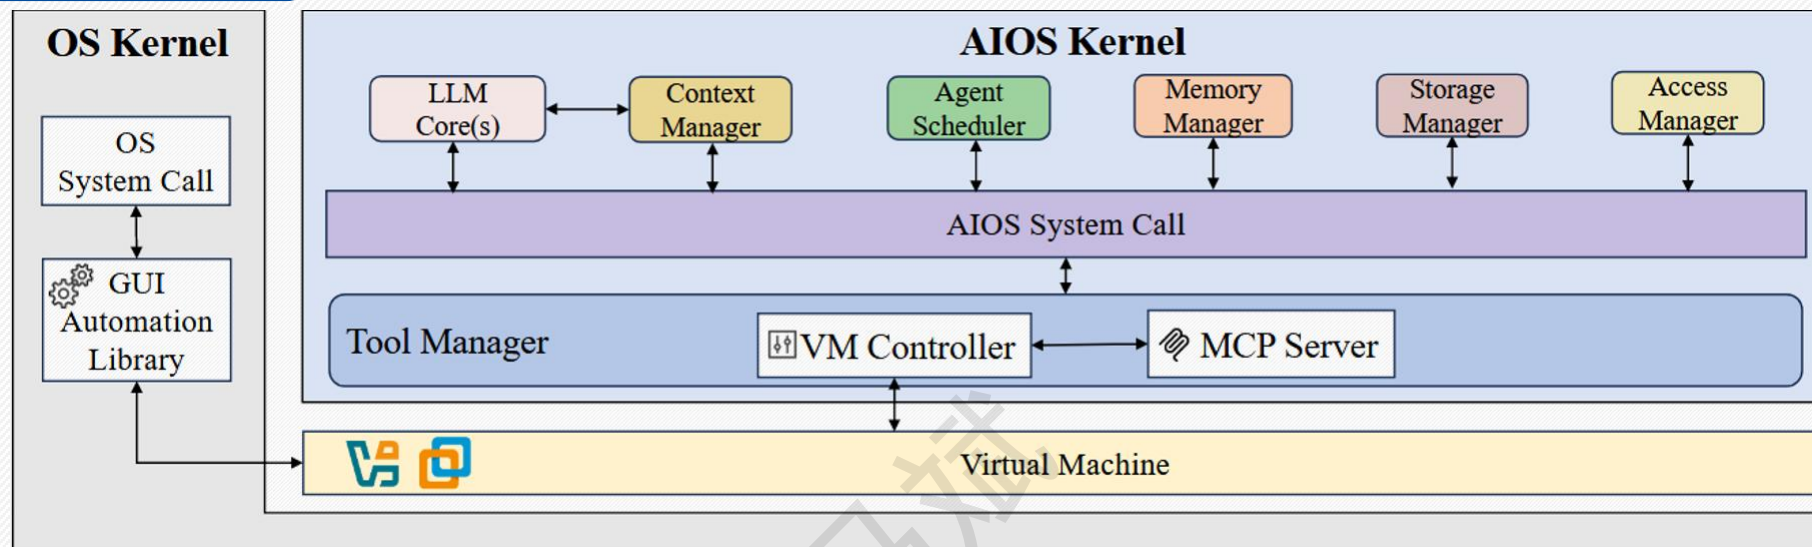 OS Kernel
OS
System Call
GUI
Automation
Library
AIOS Kernel
LLM
Core(s)
Context
Manager
Agent
Scheduler
Memory
Manager
Storage
Manager
Access
Manager
AIOS System Call
Tool Manager
VM Controller
MCP Server
Virtual Machine
斌